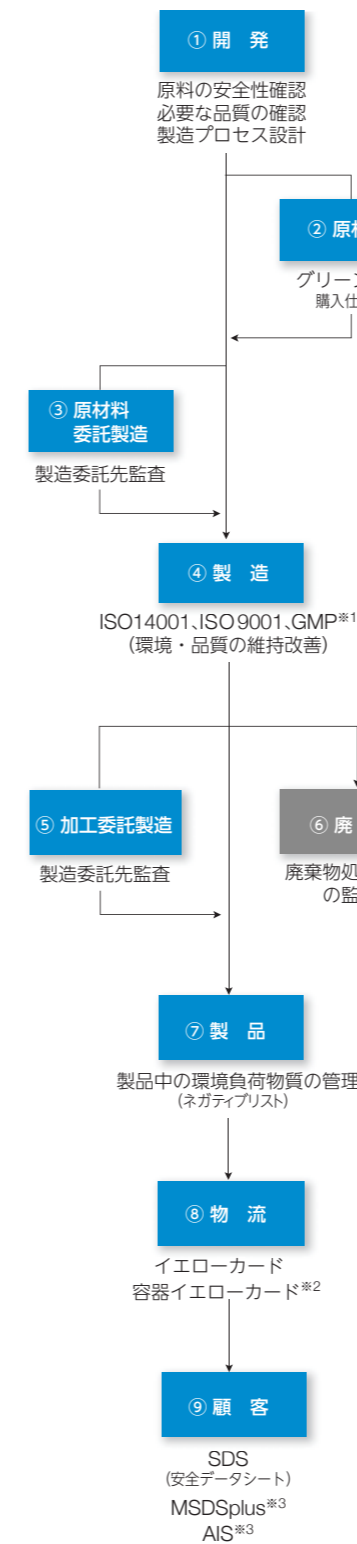 ① 開 発
原料の安全性確認
必要な品質の確認
製造プロセス設計
② 原材
グリーン
購入仕
③ 原材料
委託製造
製造委託先監査
④ 製 造
ISO14001、ISO9001、GMP※1
（環境・品質の維持改善）
⑤ 加工委託製造
製造委託先監査
⑥ 廃
廃棄物処
の監
⑦ 製 品
製品中の環境負荷物質の管理
（ネガティブリスト）
⑧ 物 流
イエローカード
容器イエローカード※2
⑨ 顧 客
SDS
（安全データシート）
MSDSplus※3
AIS※3